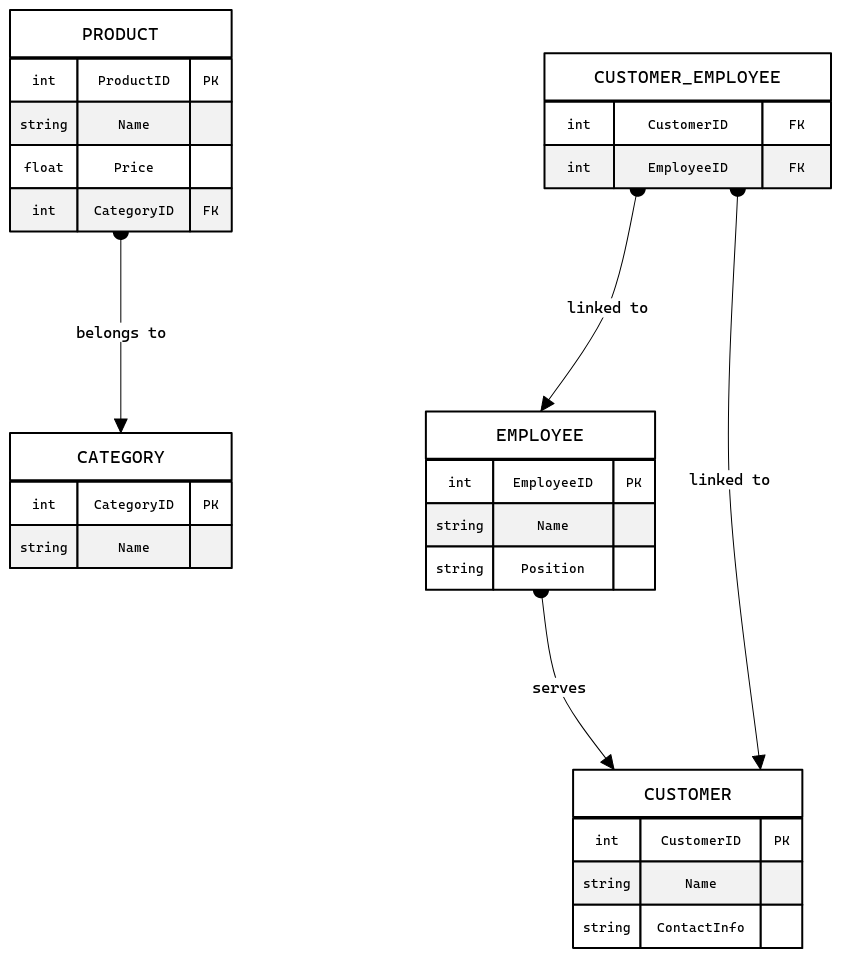 PRODUCT
int ProductID PK
string Name
float Price
int CategoryID FK
belongs to
CATEGORY
int CategoryID PK
string Name
CUSTOMER_EMPLOYEE
int CustomerID FK
int EmployeeID FK
linked to
linked to
EMPLOYEE
int EmployeeID PK
string Name
string Position
serves
CUSTOMER
int CustomerID PK
string Name
string ContactInfo